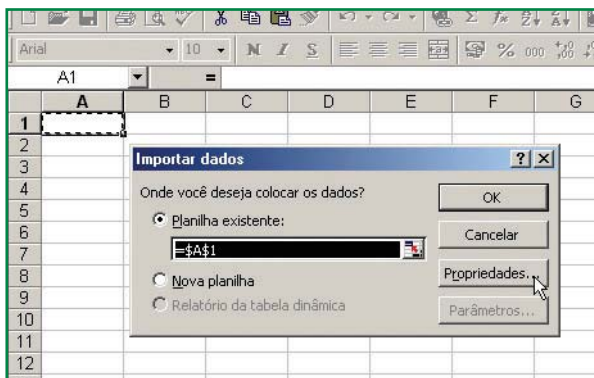 Arial 10 N I S % 000
A1 =
A B C D E F G
1
2
3
4
5
6
7
8
9
10
11
12
Importar dados
Onde você deseja colocar os dados?
Planilha existente:
=$A$1
Nova planilha
Relatório da tabela dinâmica
OK
Cancelar
Propriedades...
Parâmetros...